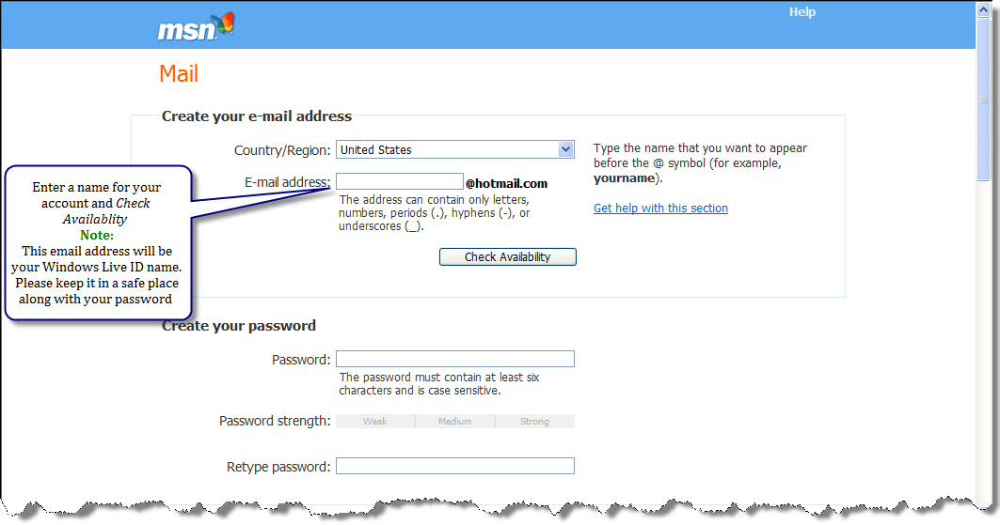 msn
Help
Mail
Create your e-mail address
Country/Region: United States
Type the name that you want to appear
before the @ symbol (for example,
yourname).
Get help with this section
E-mail address: @hotmail.com
The address can contain only letters,
numbers, periods (.), hyphens (-), or
underscores (_).
Check Availability
Enter a name for your
account and Check
Availablity
Note:
This email address will be
your Windows Live ID name.
Please keep it in a safe place
along with your password
Create your password
Password:
The password must contain at least six
characters and is case sensitive.
Password strength: Weak Medium Strong
Retype password: